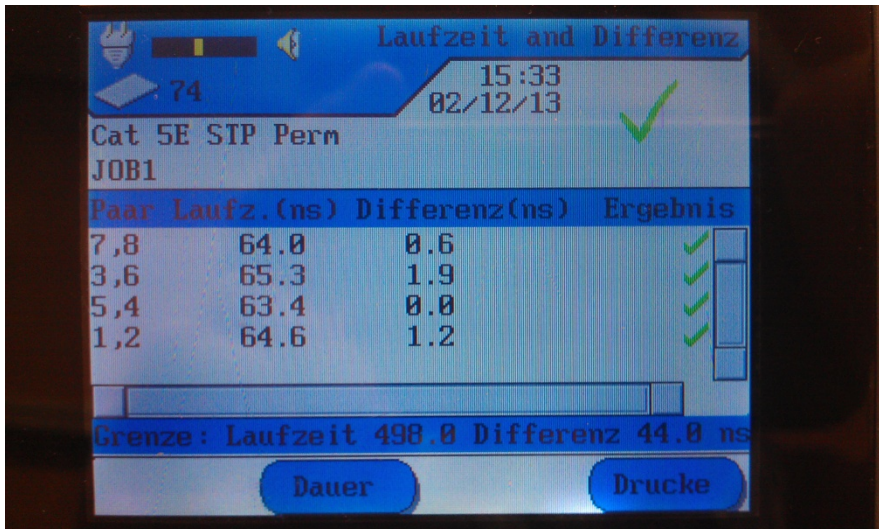 Laufzeit and Differenz
74
15:33
02/12/13
Cat 5E STP Perm
JOB1
Paar Laufz.(ns) Differenz(ns) Ergebnis
7,8 64.0 0.6
3,6 65.3 1.9
5,4 63.4 0.0
1,2 64.6 1.2
Grenze: Laufzeit 498.0 Differenz 44.0 ns
Dauer
Drucke